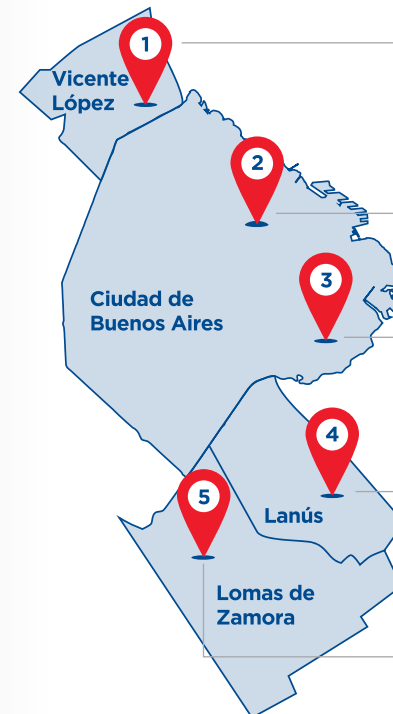 1
Vicente
López
2
3
Ciudad de
Buenos Aires
4
5
Lanús
Lomas de
Zamora